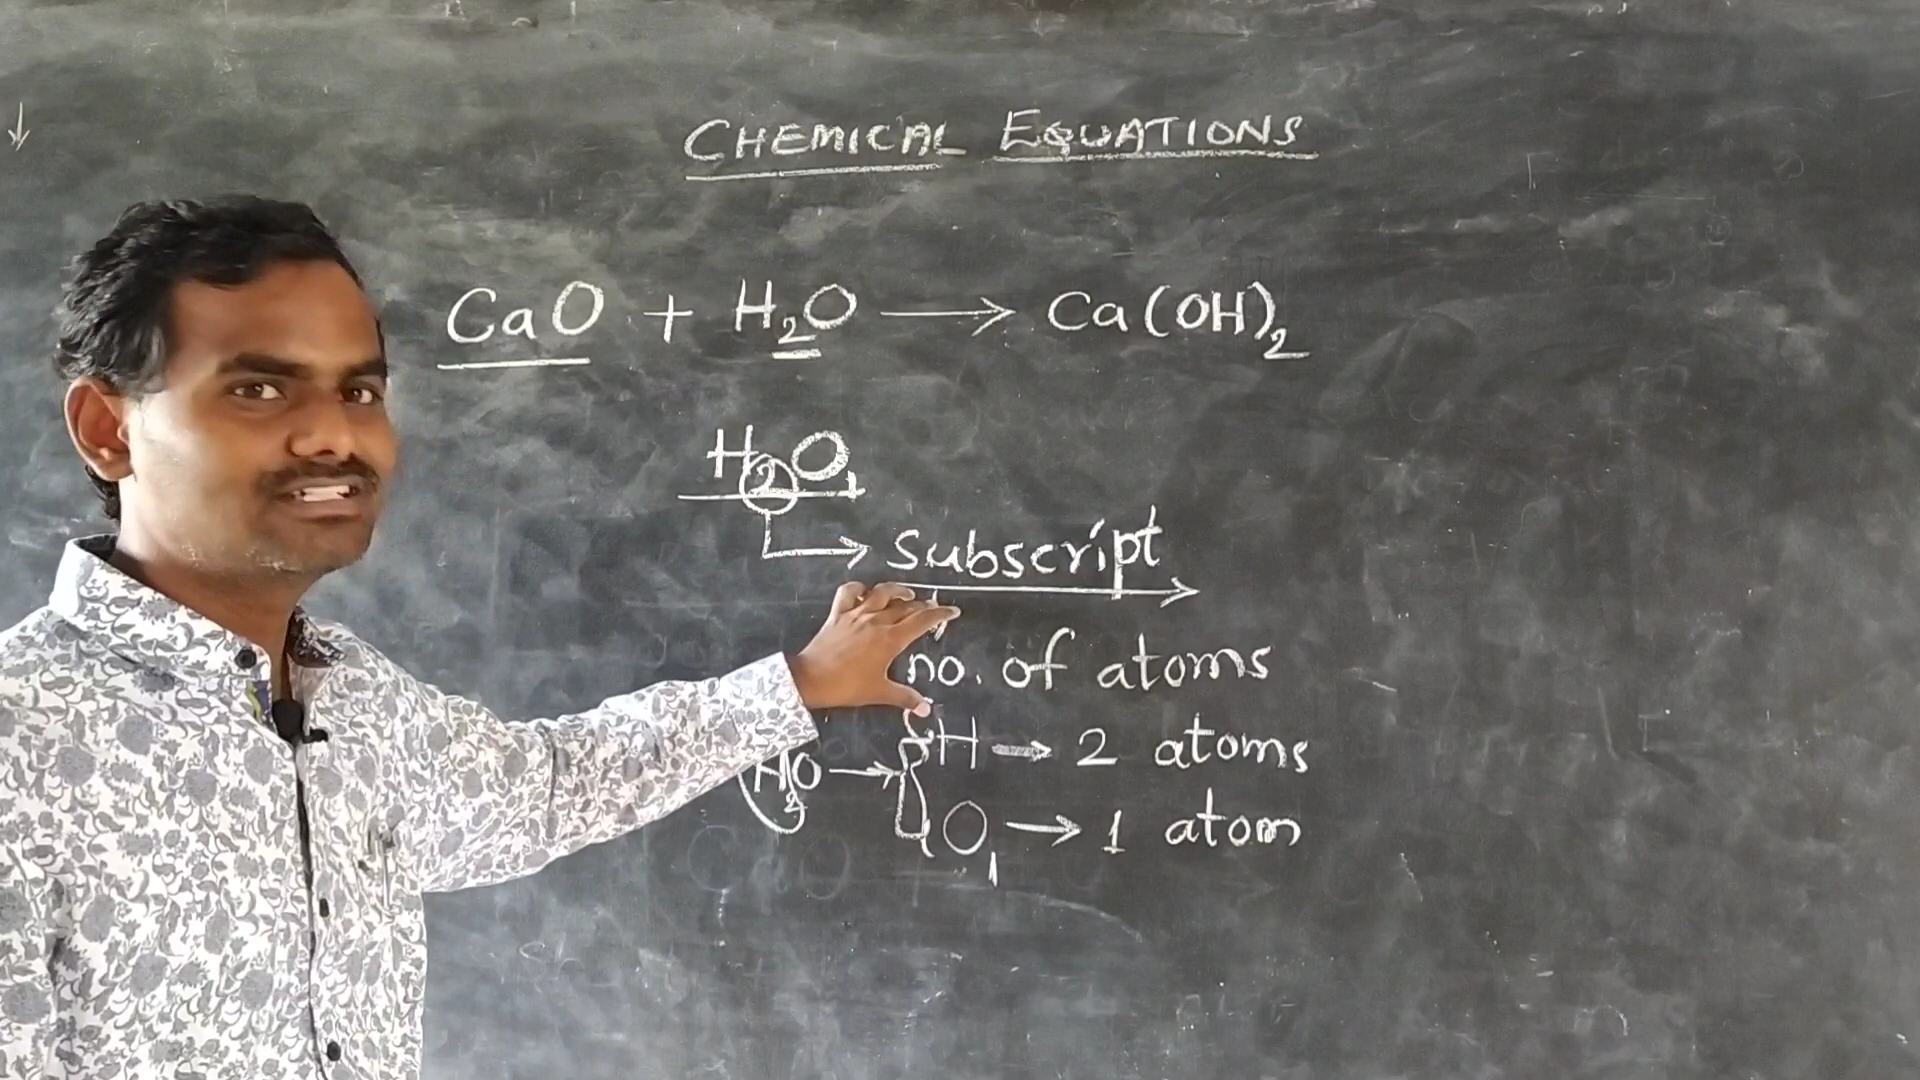 CHEMICAL EQUATIONS
CaO + H₂O ⟶ Ca(OH)₂
H₂O₁
→ Subscript
no. of atoms
H → 2 atoms
H₂O →
O₁ → 1 atom